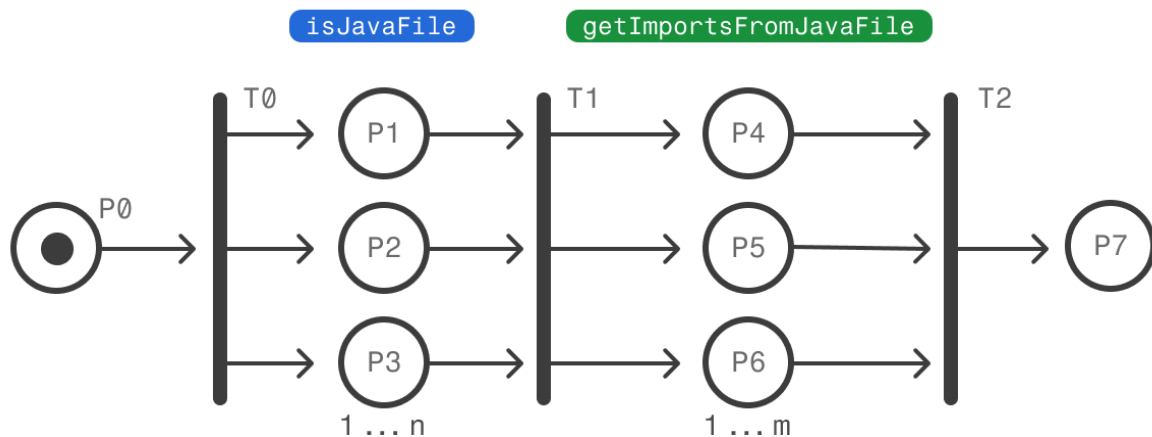 isJavaFile
getImportsFromJavaFile
T0
T1
T2
P1
P4
P0
P2
P5
P7
P3
P6
1...n
1...m